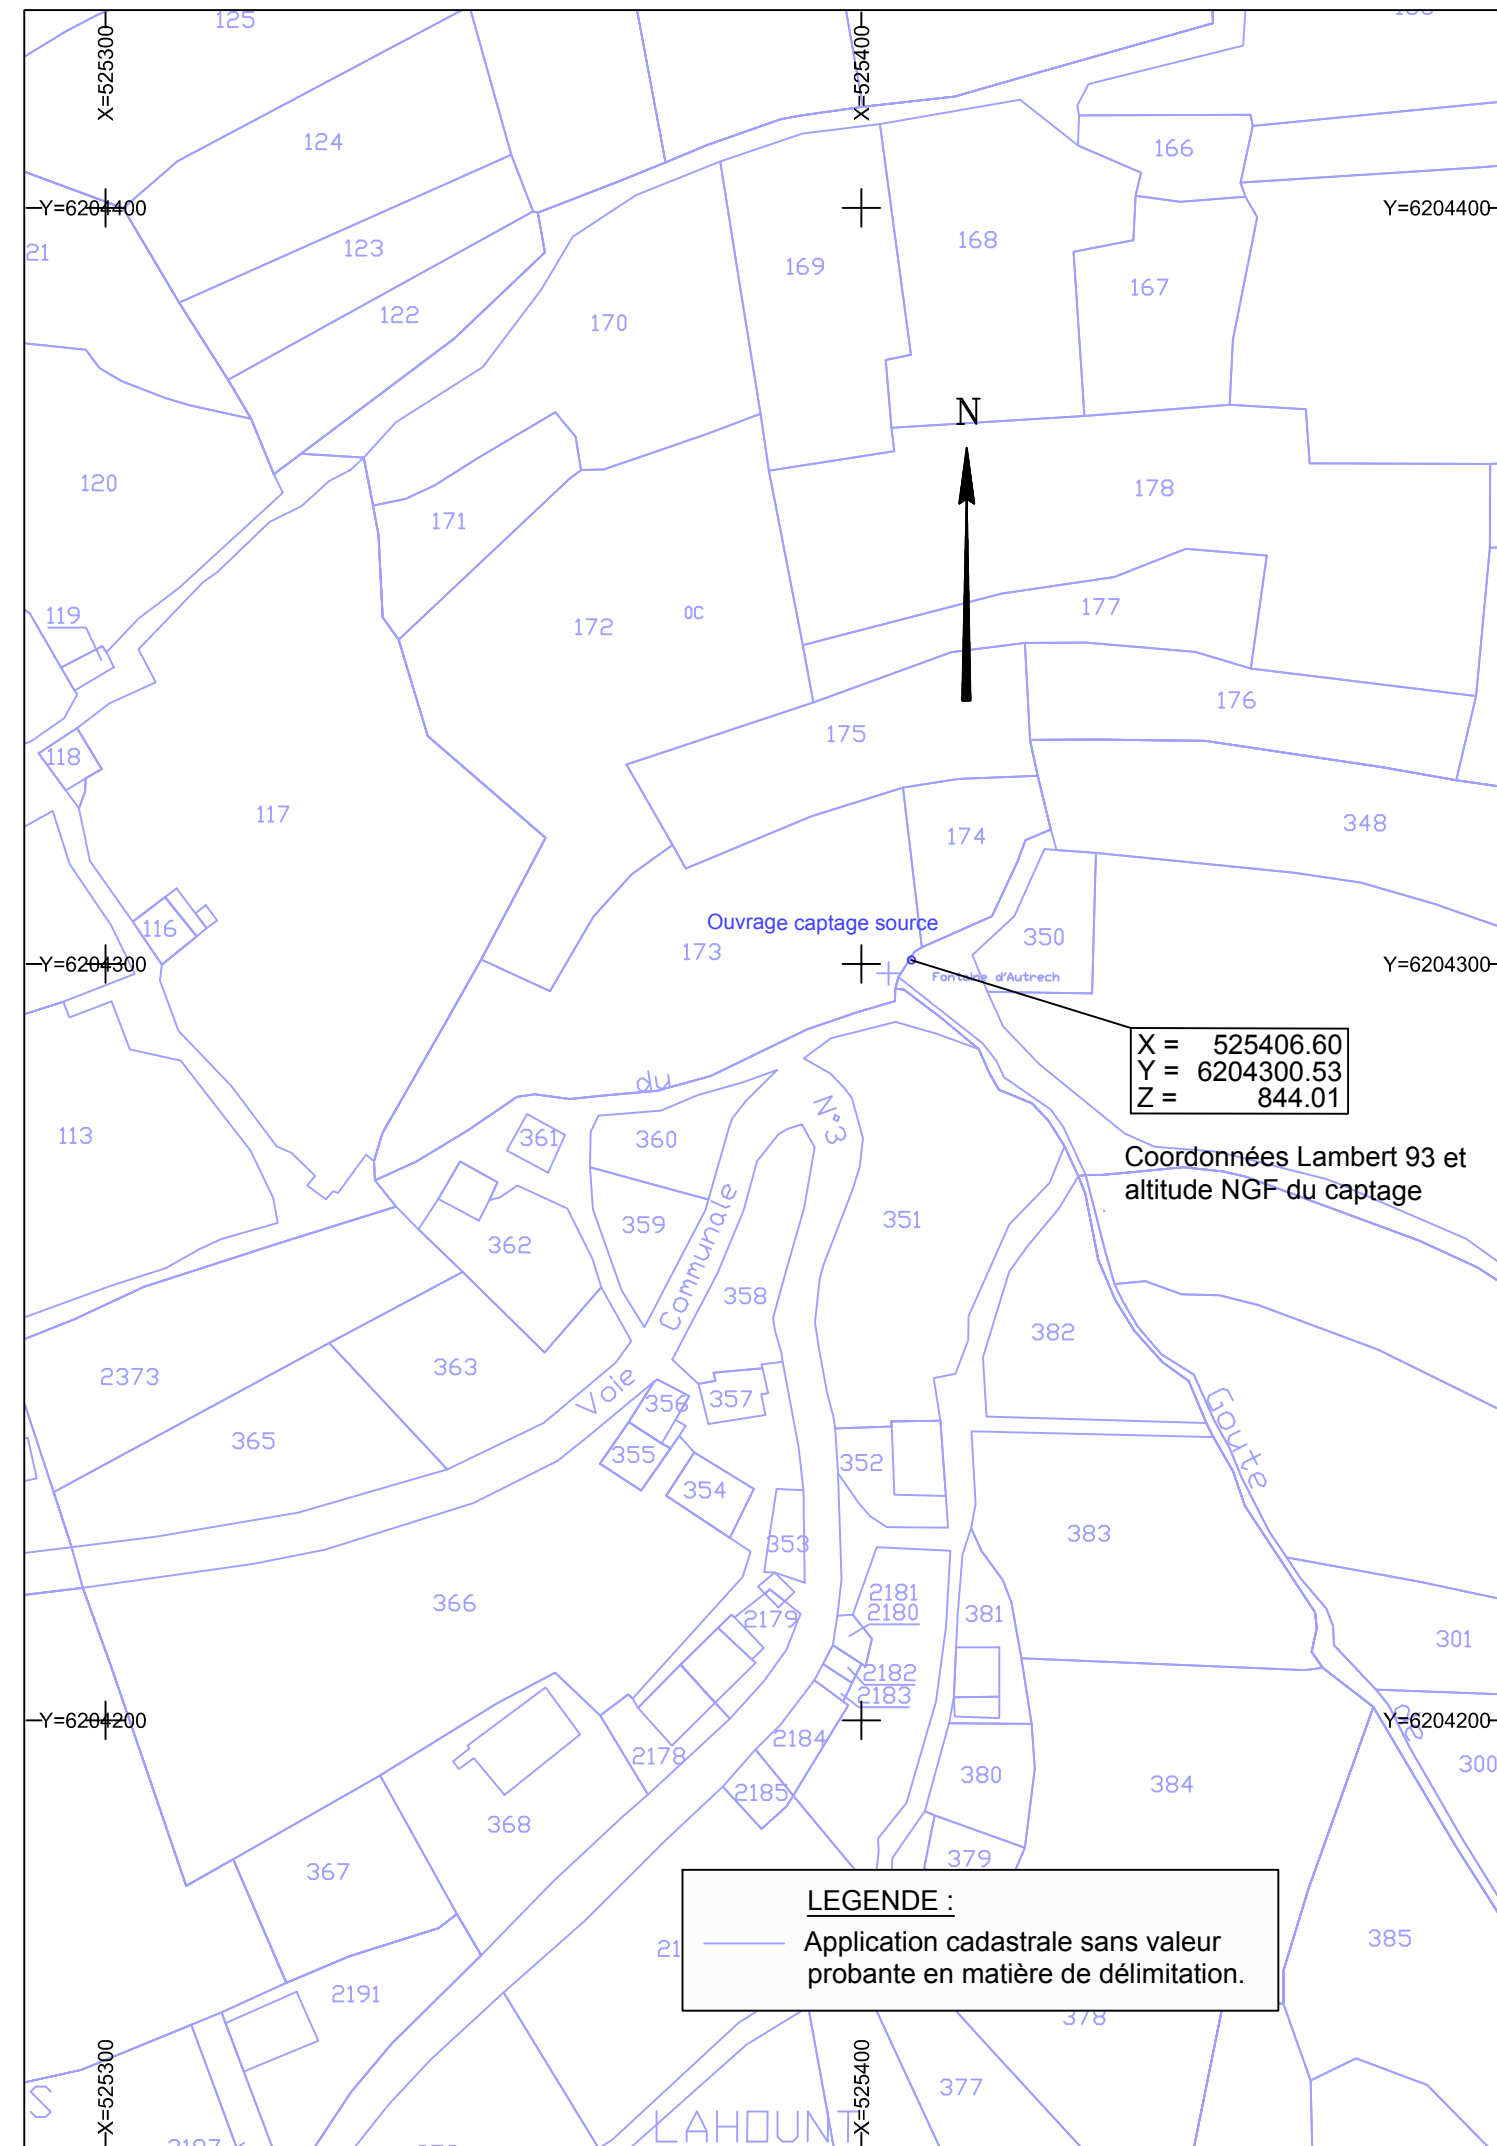 125
X=525300
X=525400
124
166
Y=6204400
Y=6204400
21
123
168
169
167
122
170
N
120
178
171
119
177
172
0C
176
175
118
117
348
174
Ouvrage captage source
116
350
173
Y=6204300
Y=6204300
Fontaine d'Autrech
X = 525406.60
Y = 6204300.53
Z = 844.01
du
N°3
113
361
360
Coordonnées Lambert 93 et
altitude NGF du captage
359
351
362
Communale
358
382
363
2373
Voie
356
357
Goute
365
355
352
354
383
353
2181
366
2180
2179
381
301
2182
2183
Y=6204200
Y=6204200
de
2184
2178
300
380
384
2185
368
379
367
LEGENDE :
Application cadastrale sans valeur
probante en matière de délimitation.
21
385
2191
378
377
X=525300
X=525400
S
LAHOUNT
2187